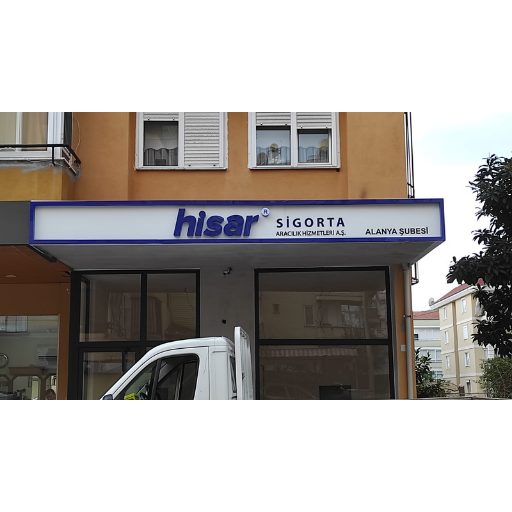 hisar®
SİGORTA
ARACILIK HİZMETLERİ A.Ş.
ALANYA ŞUBESİ